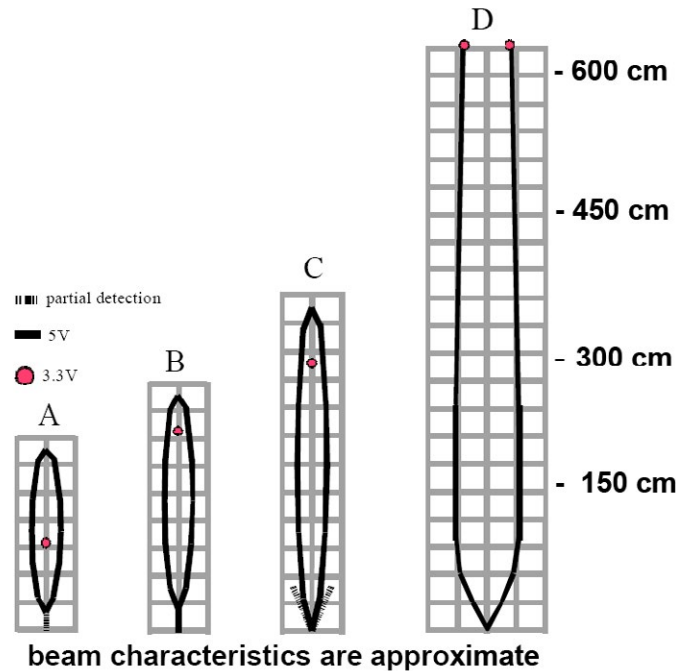 D
- 600 cm
- 450 cm
C
partial detection
5V
- 300 cm
B
3.3V
A
- 150 cm
beam characteristics are approximate